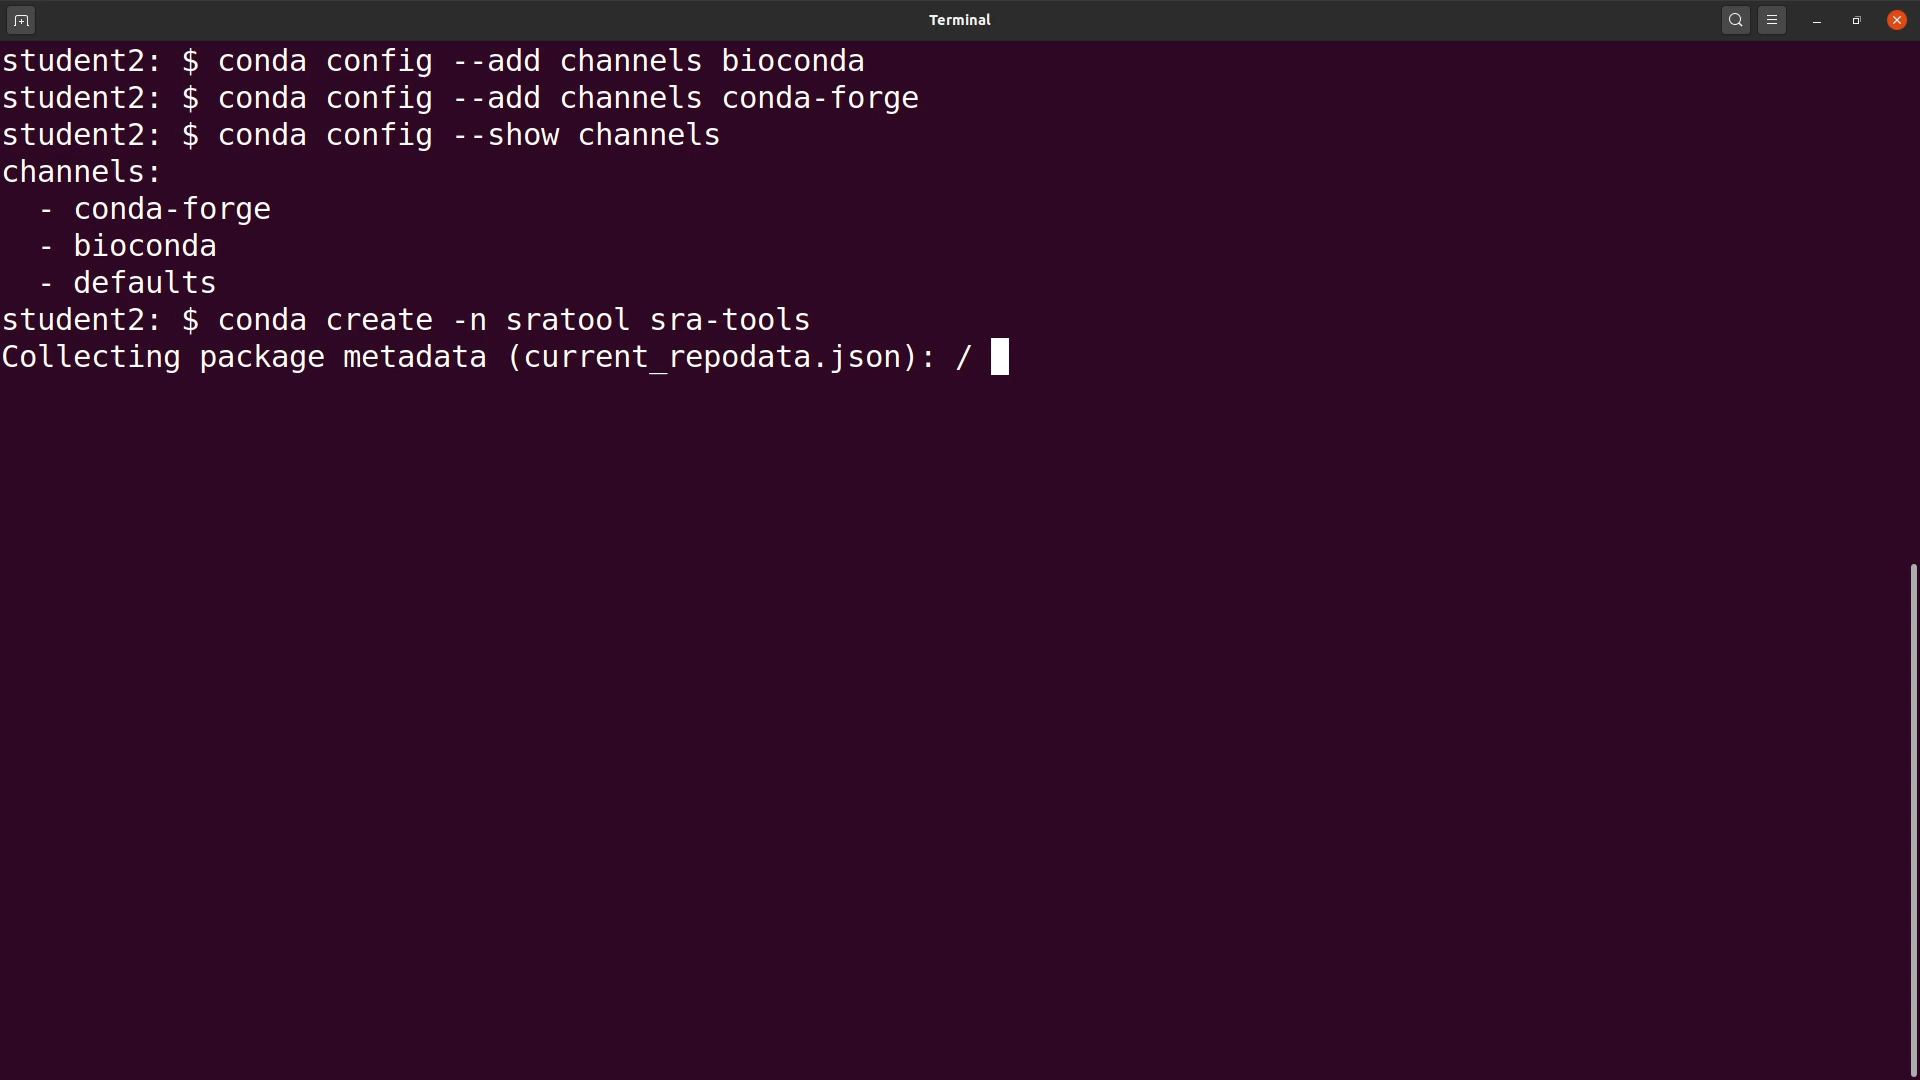 Terminal
student2: $ conda config --add channels bioconda
student2: $ conda config --add channels conda-forge
student2: $ conda config --show channels
channels:
  - conda-forge
  - bioconda
  - defaults
student2: $ conda create -n sratool sra-tools
Collecting package metadata (current_repodata.json): /